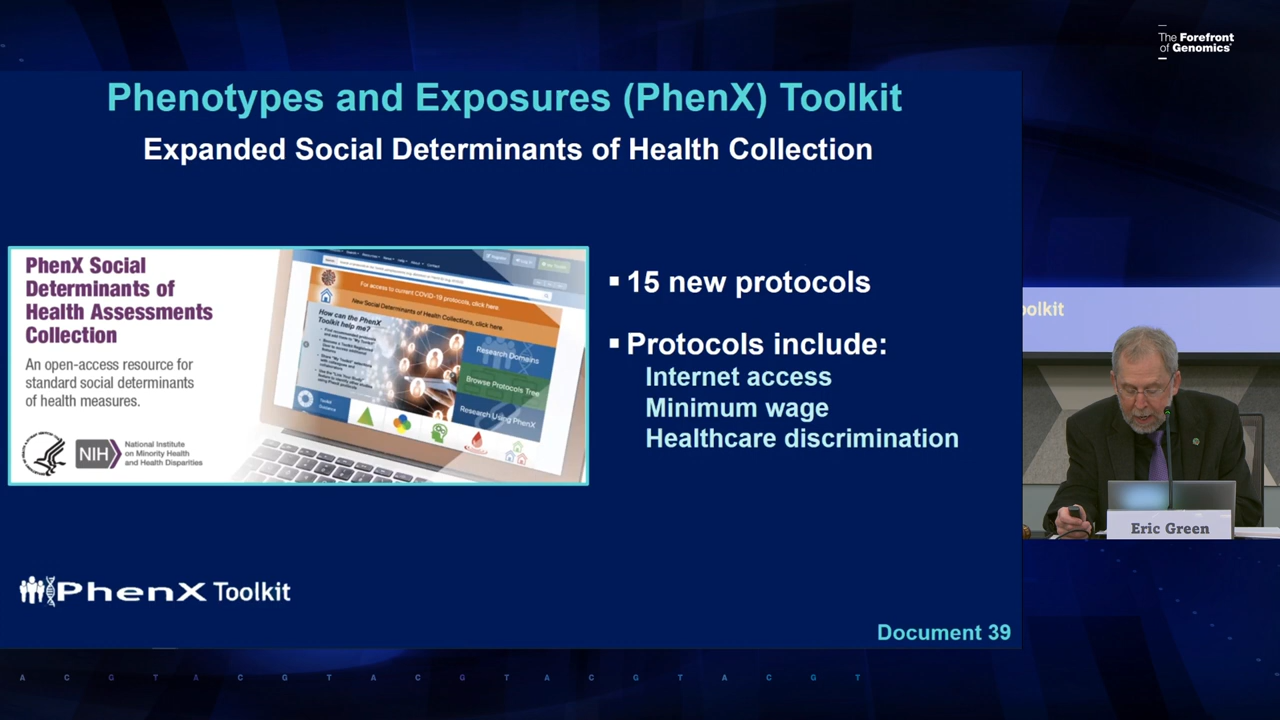 The Forefront
of Genomics®
Phenotypes and Exposures (PhenX) Toolkit
Expanded Social Determinants of Health Collection
PhenX Social
Determinants of
Health Assessments
Collection
An open-access resource for
standard social determinants
of health measures.
NIH
National Institute
on Minority Health
and Health Disparities
For access to current COVID-19 protocols, click here.
New Social Determinants of Health Collections, click here.
How can the PhenX
Toolkit help me?
Research Domains
Browse Protocols Tree
Research Using PhenX
15 new protocols
Protocols include:
Internet access
Minimum wage
Healthcare discrimination
oolkit
Eric Green
PhenX Toolkit
Document 39
A C G T A C G T A C G T A C G T A C G T